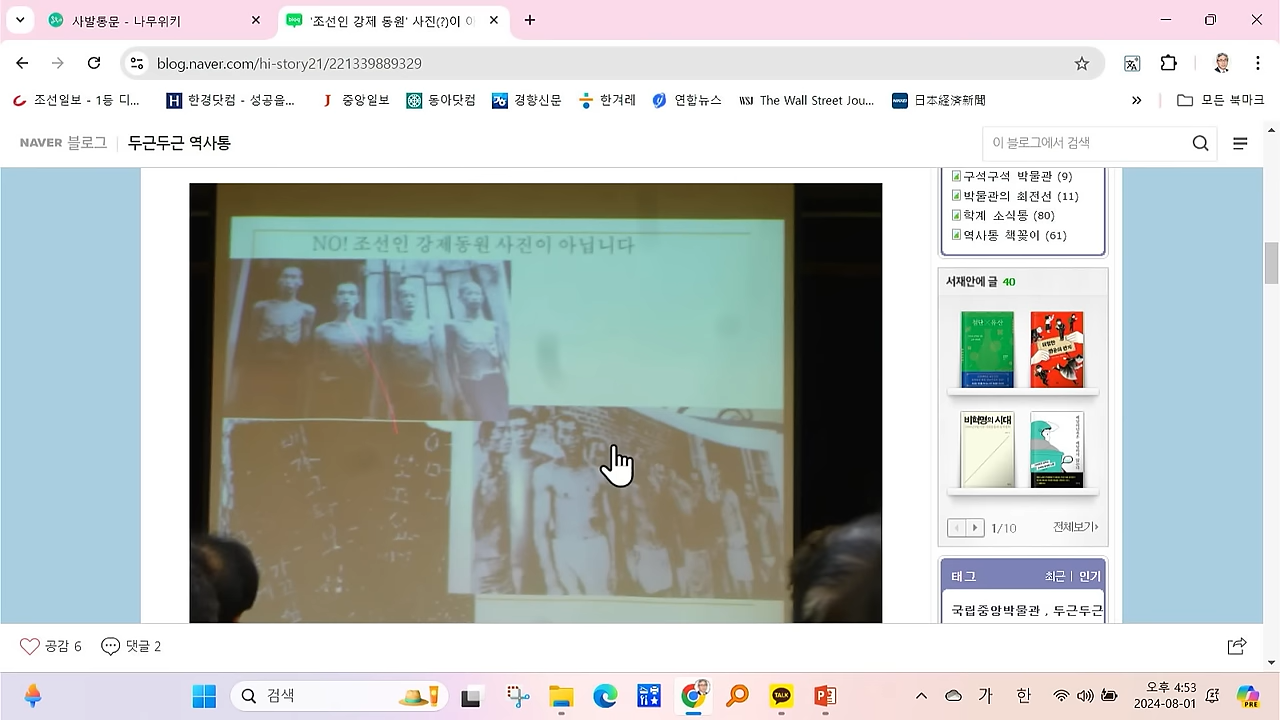 사발통문 - 나무위키
'조선인 강제 동원' 사진(?)이 이
blog.naver.com/hi-story21/221339889329
조선일보 - 1등 디...
한경닷컴 - 성공을...
중앙일보
동아닷컴
경향신문
한겨레
연합뉴스
The Wall Street Jou...
日本経済新聞
모든 북마크
NAVER 블로그
두근두근 역사통
이 블로그에서 검색
구석구석 박물관 (9)
박물관의 최전선 (11)
학계 소식통 (80)
역사통 책꽂이 (61)
NO! 조선인 강제동원 사진이 아닙니다
서재안에 글 40
비혁명의 시대
1/10
전체보기
태그
최근 | 인기
국립중앙박물관 , 두근두근
공감 6
댓글 2
검색
TALK
가
한
오후 4:53
2024-08-01
PRE